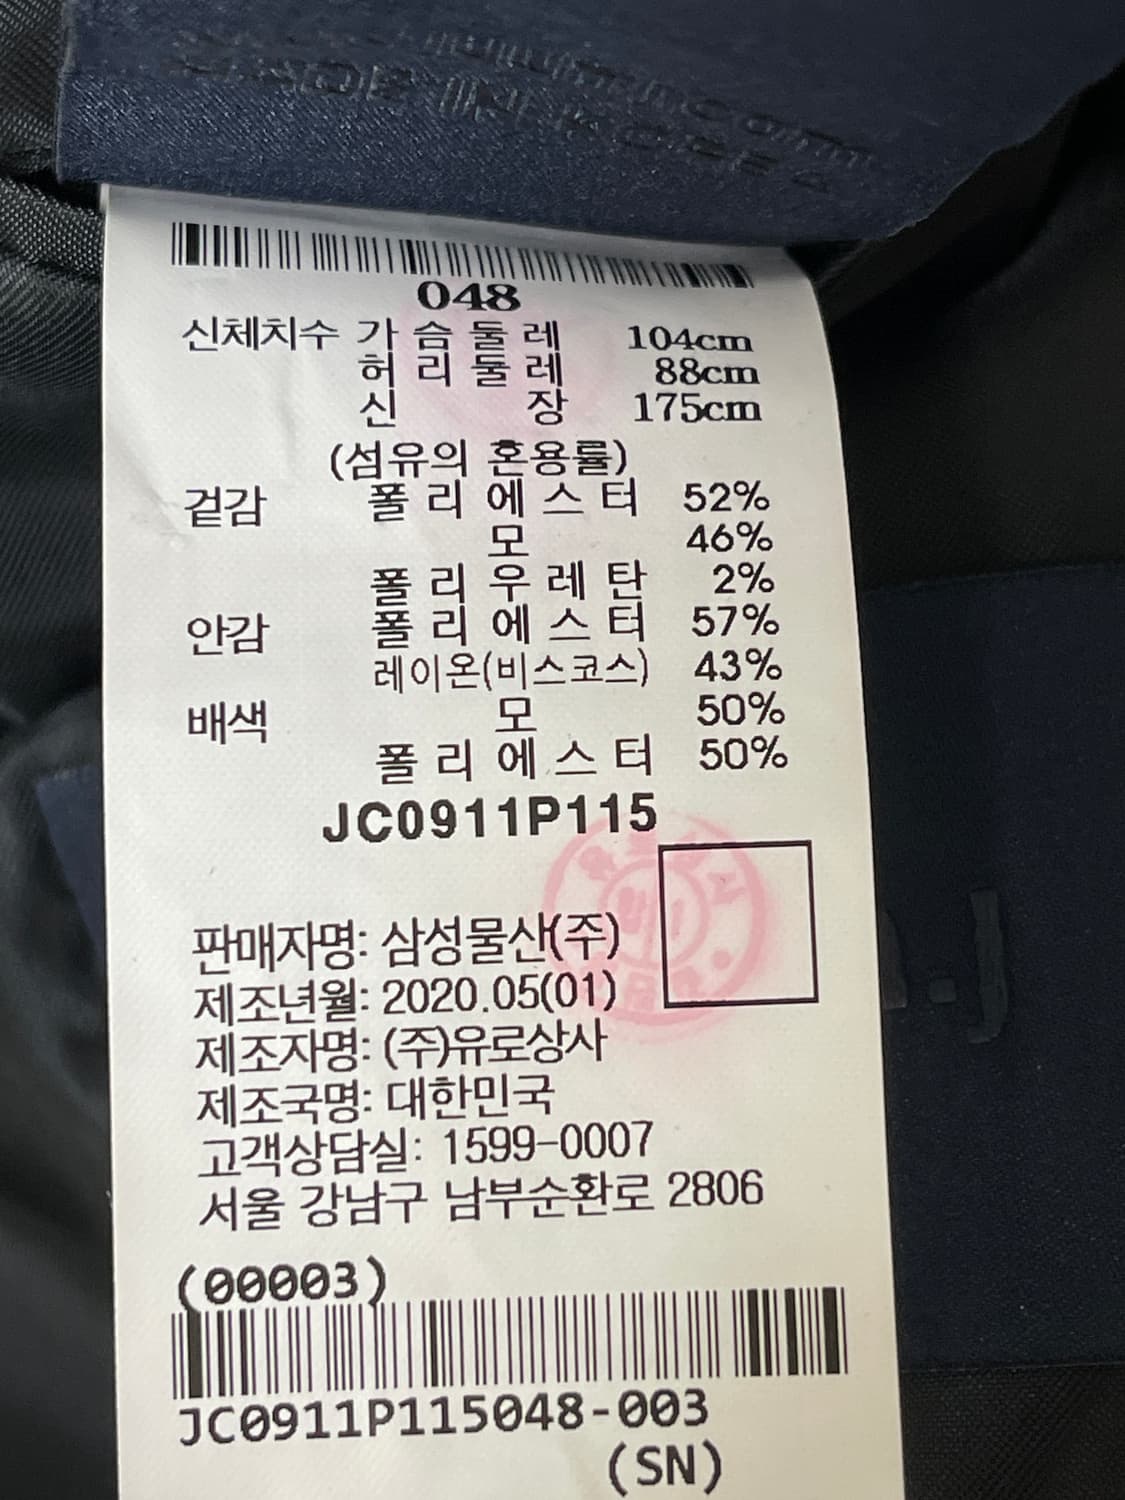 048
신체치수 가슴둘레 104cm
허리둘레 88cm
신장 175cm
(섬유의 혼용률)
겉감 폴리에스터 52%
모 46%
폴리우레탄 2%
안감 폴리에스터 57%
레이온(비스코스) 43%
배색 모 50%
폴리에스터 50%
JC0911P115
판매자명: 삼성물산(주)
제조년월: 2020.05(01)
제조자명: (주)유로상사
제조국명: 대한민국
고객상담실: 1599-0007
서울 강남구 남부순환로 2806
(00003)
JC0911P115048-003
(SN)